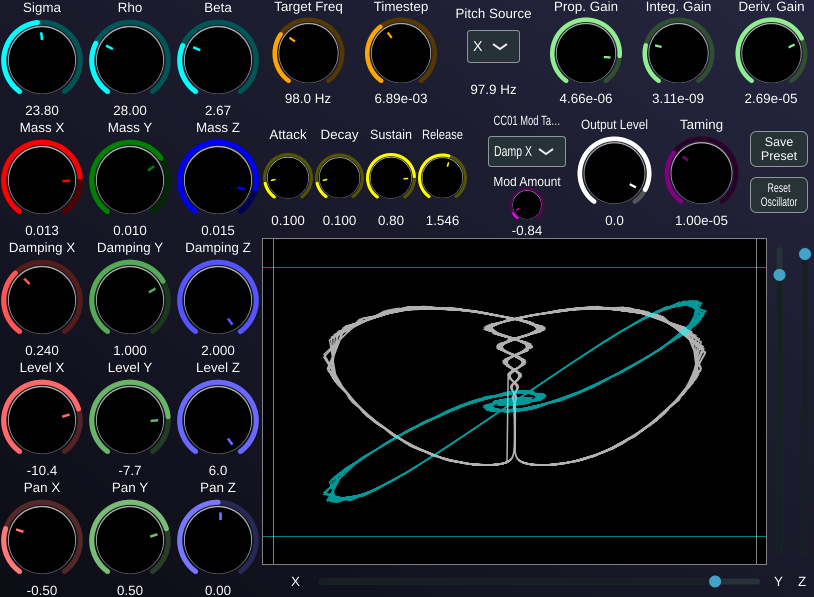 Sigma Rho Beta Target Freq Timestep Pitch Source Prop. Gain Integ. Gain Deriv. Gain
X
23.80 28.00 2.67 98.0 Hz 6.89e-03 97.9 Hz 4.66e-06 3.11e-09 2.69e-05
Mass X Mass Y Mass Z Attack Decay Sustain Release CC01 Mod Ta... Output Level Taming
Damp X
Save
Preset
Mod Amount
Reset
Oscillator
0.013 0.010 0.015 0.100 0.100 0.80 1.546 -0.84 0.0 1.00e-05
Damping X Damping Y Damping Z
0.240 1.000 2.000
Level X Level Y Level Z
-10.4 -7.7 6.0
Pan X Pan Y Pan Z
-0.50 0.50 0.00
X Y Z